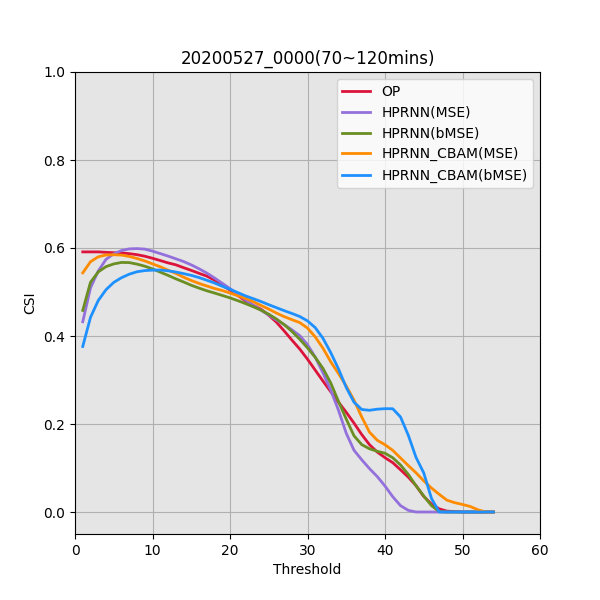 20200527_0000(70~120mins)
OP
HPRNN(MSE)
HPRNN(bMSE)
HPRNN_CBAM(MSE)
HPRNN_CBAM(bMSE)
CSI
1.0
0.8
0.6
0.4
0.2
0.0
0 10 20 30 40 50 60
Threshold